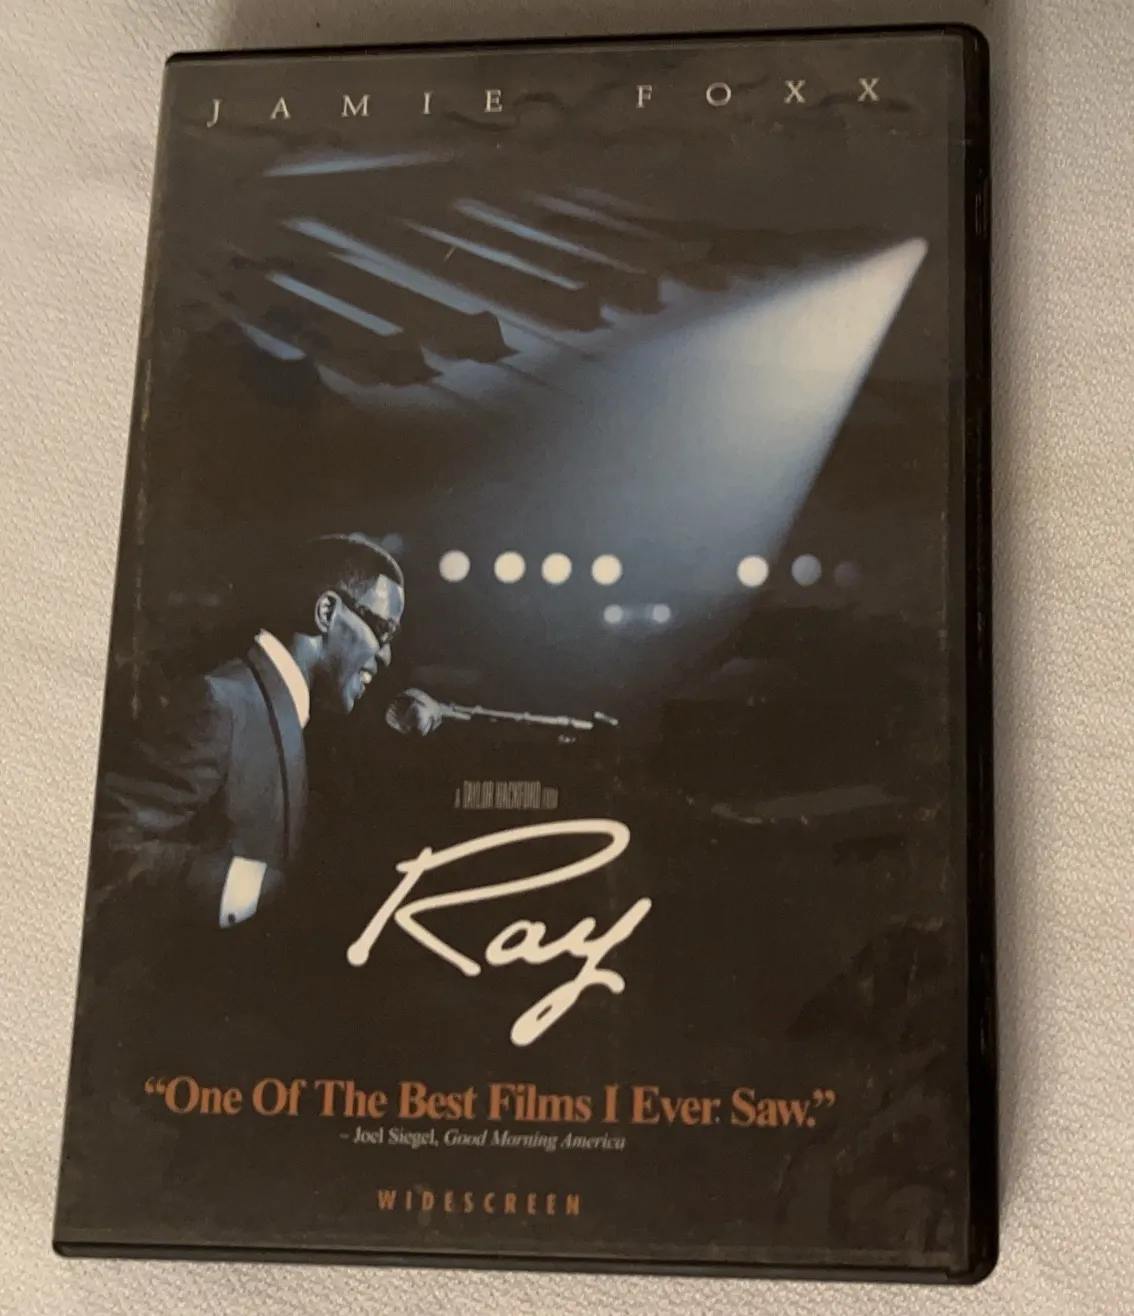 JAMIE FOXX
A TAYLOR HACKFORD FILM
Ray
“One Of The Best Films I Ever Saw.”
– Joel Siegel, Good Morning America
WIDESCREEN